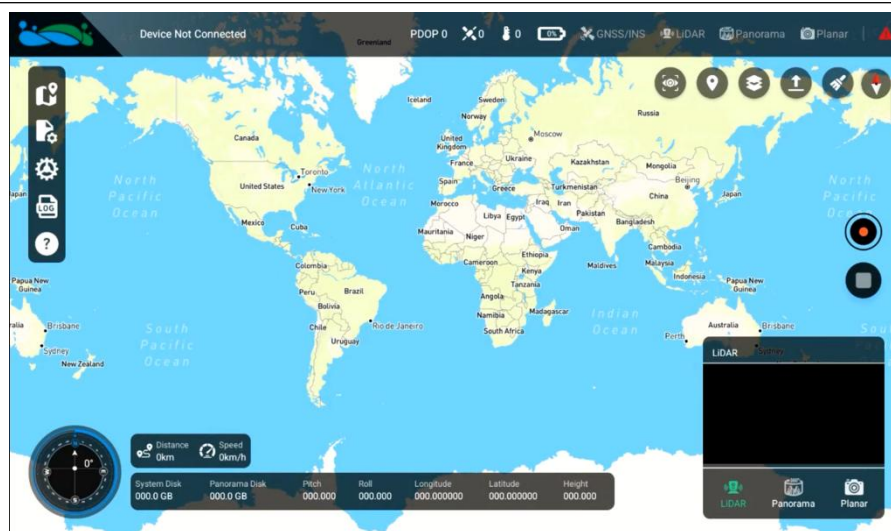 Device Not Connected
PDOP 0
0
0
0%
GNSS/INS
LiDAR
Panorama
Planar
Greenland
Iceland
Sweden
Norway
Russia
Canada
United Kingdom
Moscow
France
Ukraine
Kazakhstan
Mongolia
Toronto
North Pacific Ocean
United States
New York
North Atlantic Ocean
Spain
Greece
Turkmenistan
Beijing
China
Japan
North Pacific
Morocco
Iraq
Iran
Pakistan
Mexico
Cuba
Libya
Egypt
Oman
Bangladesh
Mauritania
Niger
Cambodia
LOG
?
Colombia
Cameroon
Ethiopia
Kenya
Maldives
Malaysia
Papua New Guinea
Peru
Brazil
Tanzania
Indonesia
Papua New Guinea
Bolivia
Angola
Namibia
Madagascar
Indian Ocean
Brisbane
South Pacific Ocean
Chile
Rio de Janeiro
South Africa
Australia
Brisbane
Uruguay
Perth
Sydney
New Zealand
LiDAR
Sydney
0°
Distance
0km
Speed
0km/h
System Disk
000.0 GB
Panorama Disk
000.0 GB
Pitch
000.000
Roll
000.000
Longitude
000.000000
Latitude
000.000000
Height
000.000
LiDAR
Panorama
Planar